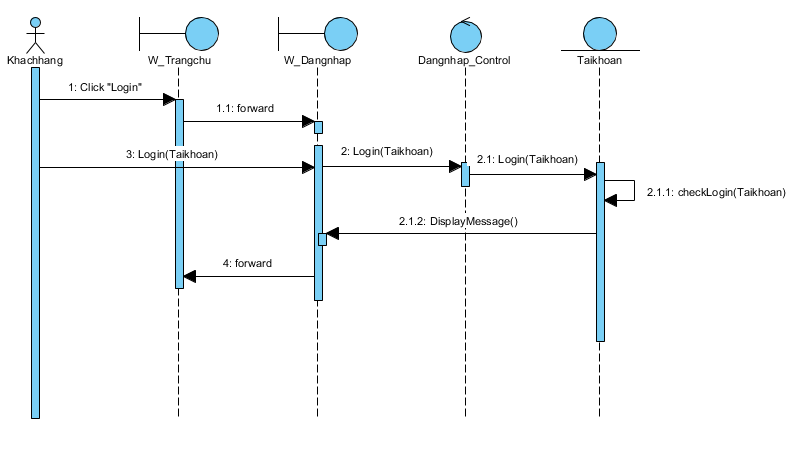 Khachhang
W_Trangchu
W_Dangnhap
Dangnhap_Control
Taikhoan
1: Click "Login"
1.1: forward
3: Login(Taikhoan)
2: Login(Taikhoan)
2.1: Login(Taikhoan)
2.1.1: checkLogin(Taikhoan)
2.1.2: DisplayMessage()
4: forward